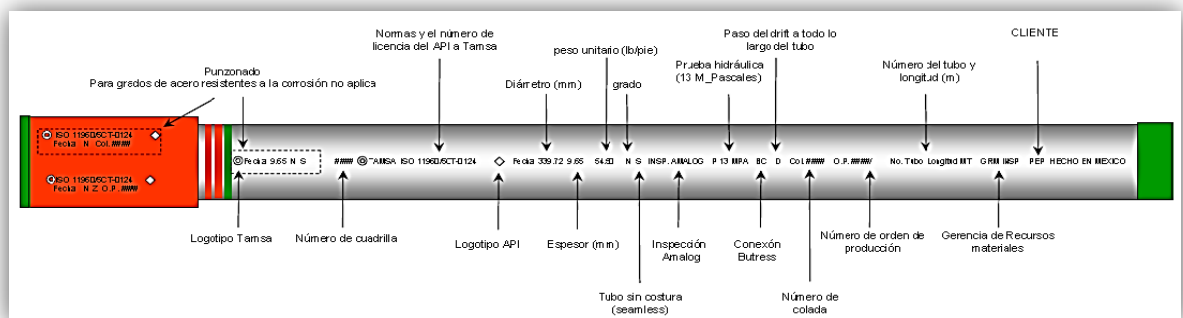 Normas y el número de
licencia del API a Tamsa
Paso del drift a todo lo
largo del tubo
CLIENTE
Punzonado
Para grados de acero resistentes a la corrosión no aplica
peso unitario (lb/pie)
Diámetro (mm)
grado
Prueba hidráulica
(13 M_Pascales)
Número del tubo y
longitud (m)
ISO 11960/5CT-0124
Fecha N Col. ####
ISO 11960/5CT-0124
Fecha N Z O.P. ####
Fecha 9.65 N S
#### TAMSA ISO 11960/5CT-0124 Fecha 339.72 9.65 54.50 N S INSP. AMALOG P 13 MPA BC D Col.#### O.P. ##### No. Tubo Longitud MT GRM INSP PEP HECHO EN MEXICO
Logotipo Tamsa
Número de cuadrilla
Logotipo API
Espesor (mm)
Inspección
Amalog
Conexón
Butress
Número de orden de
producción
Gerencia de Recursos
materiales
Tubo sin costura
(seamless)
Número de
colada